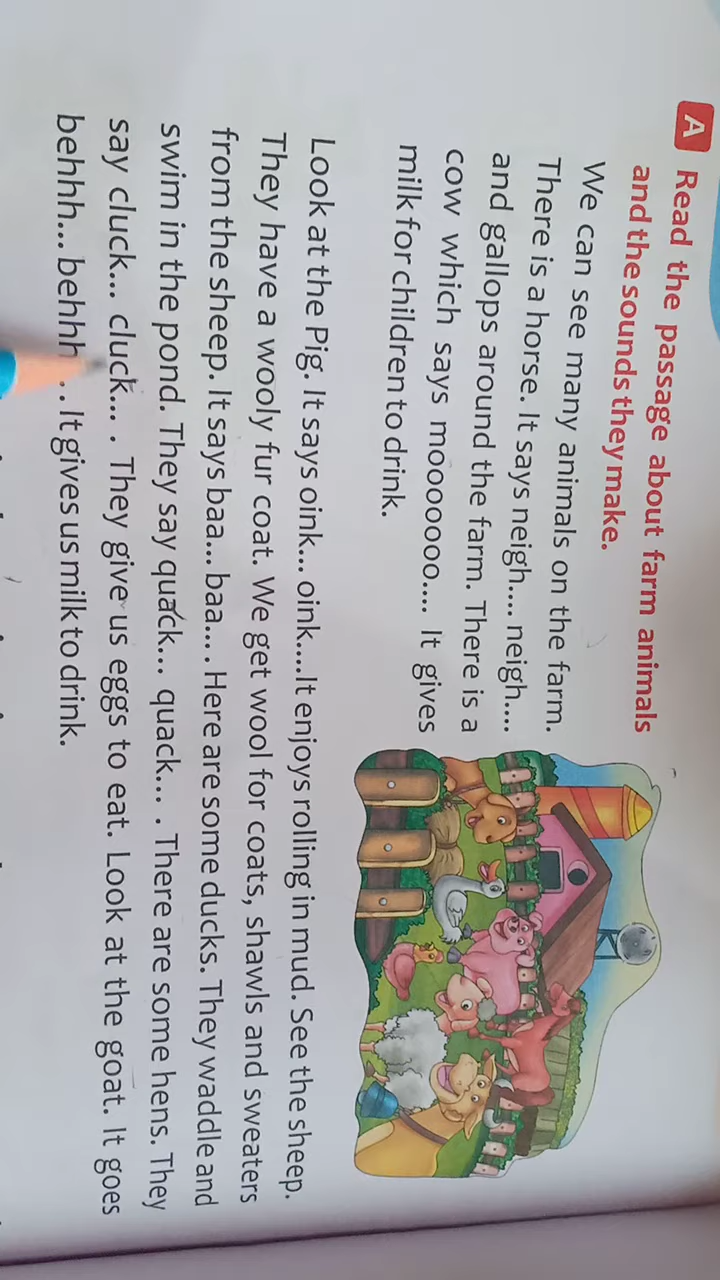 A Read the passage about farm animals
and the sounds they make.
We can see many animals on the farm.
There is a horse. It says neigh.... neigh....
and gallops around the farm. There is a
cow which says moooooo.... It gives
milk for children to drink.
Look at the Pig. It says oink... oink....It enjoys rolling in mud. See the sheep.
They have a wooly fur coat. We get wool for coats, shawls and sweaters
from the sheep. It says baa... baa... . Here are some ducks. They waddle and
swim in the pond. They say quack... quack... . There are some hens. They
say cluck... cluck... . They give us eggs to eat. Look at the goat. It goes
behhh... behhh . . It gives us milk to drink.